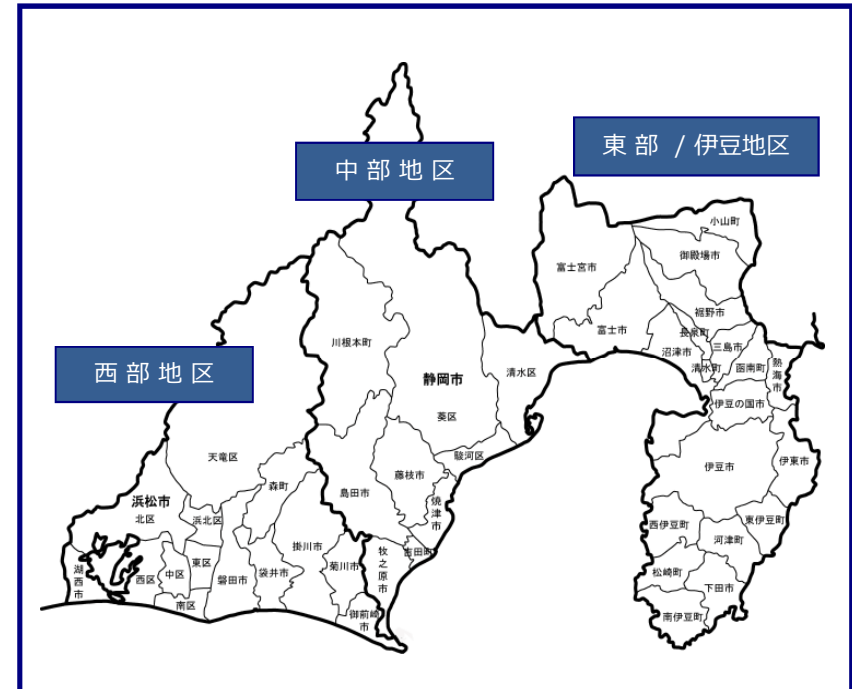 東部 / 伊豆地区
中部地区
西部地区
小山町
御殿場市
富士宮市
裾野市
富士市
長泉町
三島市
沼津市
清水町
函南町
熱海市
伊豆の国市
伊豆市
伊東市
西伊豆町
東伊豆町
河津町
松崎町
下田市
南伊豆町
川根本町
静岡市
葵区
清水区
駿河区
藤枝市
島田市
焼津市
吉田町
牧之原市
天竜区
森町
浜松市
北区
浜北区
掛川市
菊川市
御前崎市
袋井市
磐田市
東区
中区
西区
南区
湖西市